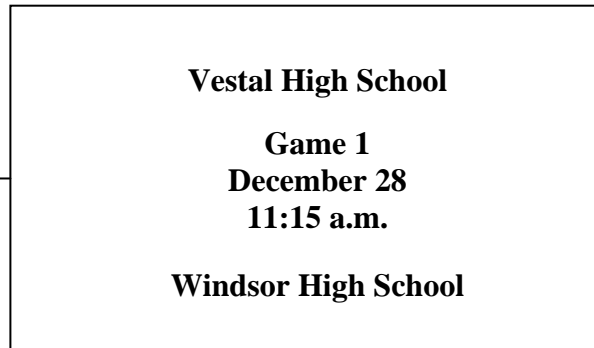 Vestal High School
Game 1
December 28
11:15 a.m.
Windsor High School